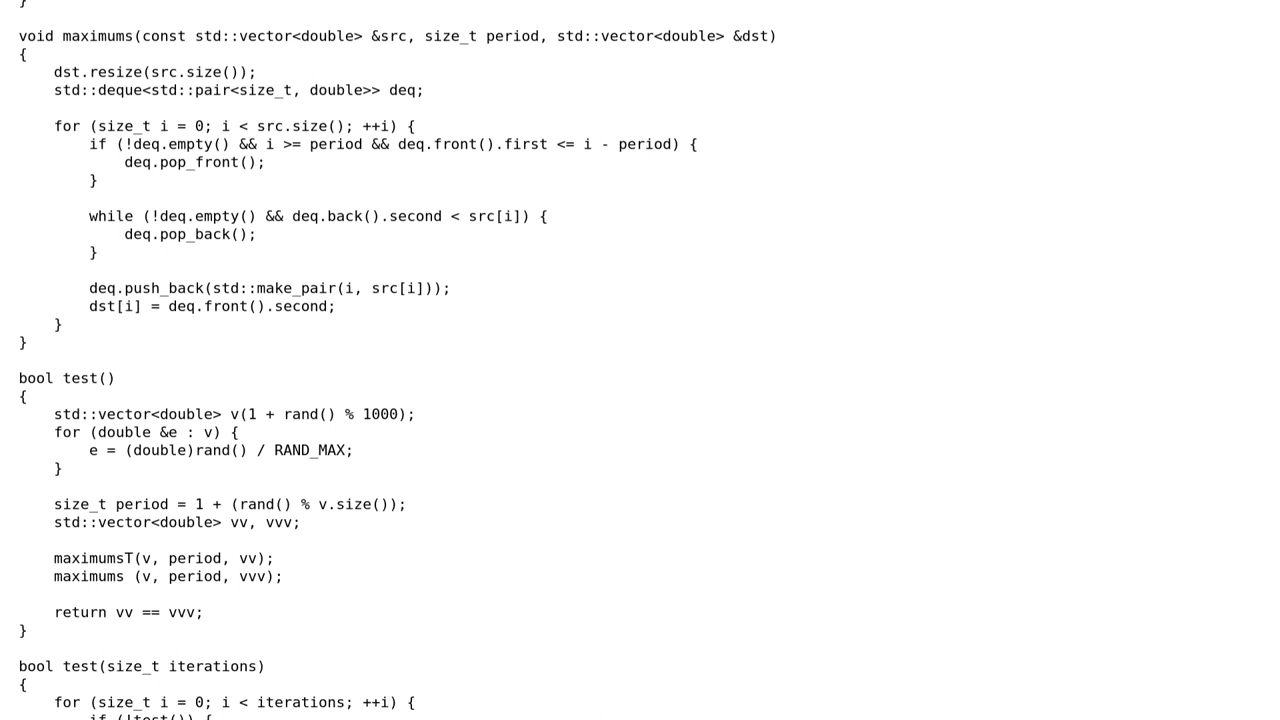 }
void maximums(const std::vector<double> &src, size_t period, std::vector<double> &dst)
{
    dst.resize(src.size());
    std::deque<std::pair<size_t, double>> deq;

    for (size_t i = 0; i < src.size(); ++i) {
        if (!deq.empty() && i >= period && deq.front().first <= i - period) {
            deq.pop_front();
        }

        while (!deq.empty() && deq.back().second < src[i]) {
            deq.pop_back();
        }

        deq.push_back(std::make_pair(i, src[i]));
        dst[i] = deq.front().second;
    }
}

bool test()
{
    std::vector<double> v(1 + rand() % 1000);
    for (double &e : v) {
        e = (double)rand() / RAND_MAX;
    }

    size_t period = 1 + (rand() % v.size());
    std::vector<double> vv, vvv;

    maximumsT(v, period, vv);
    maximums (v, period, vvv);

    return vv == vvv;
}

bool test(size_t iterations)
{
    for (size_t i = 0; i < iterations; ++i) {
        if (!test()) {